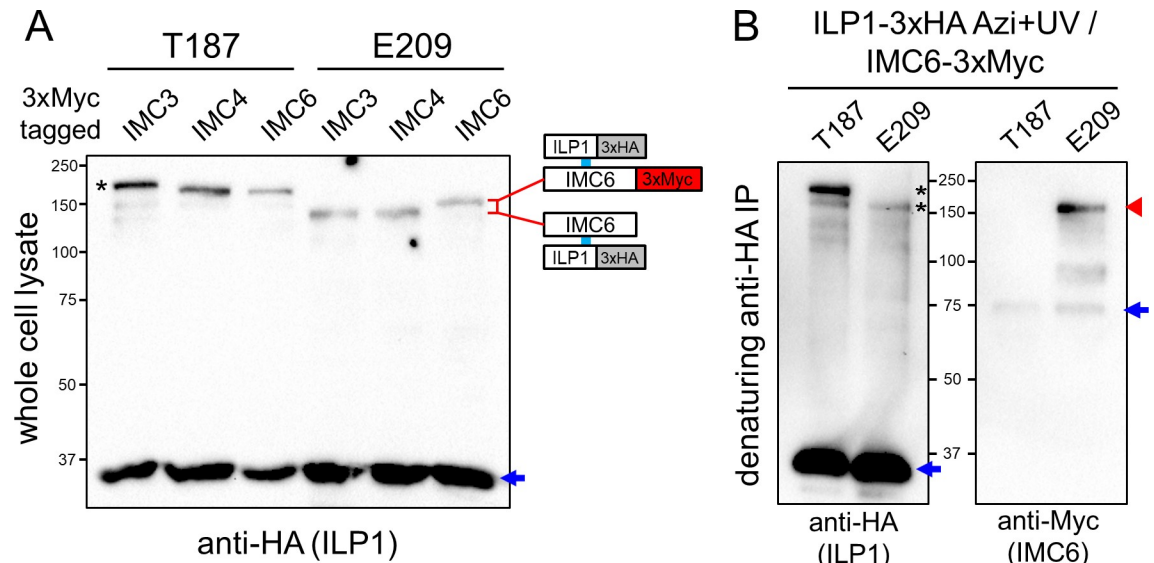 A
T187
E209
3xMyc
tagged
IMC3
IMC4
IMC6
IMC3
IMC4
IMC6
whole cell lysate
250
150
100
75
50
37
*
ILP1 3xHA
IMC6 3xMyc
IMC6
ILP1 3xHA
anti-HA (ILP1)
B
ILP1-3xHA Azi+UV /
IMC6-3xMyc
T187
E209
T187
E209
denaturing anti-HA IP
*
*
250
150
100
75
50
37
anti-HA
(ILP1)
anti-Myc
(IMC6)